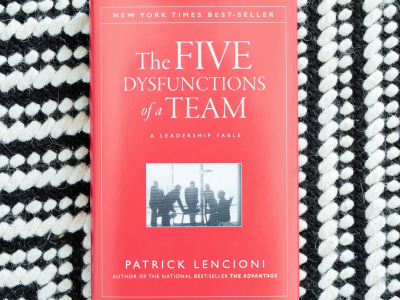 NEW YORK TIMES BEST-SELLER
The FIVE
DYSFUNCTIONS
of a TEAM
A LEADERSHIP FABLE
PATRICK LENCIONI
AUTHOR OF THE NATIONAL BEST-SELLER THE ADVANTAGE